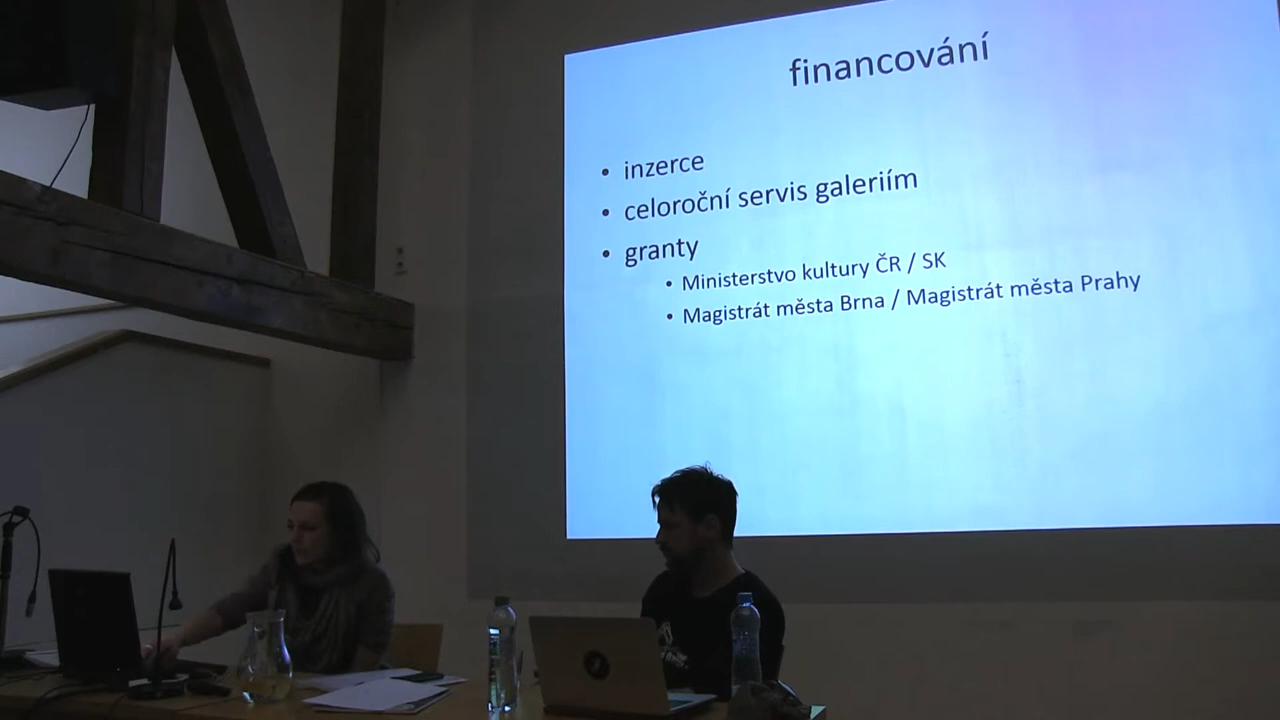 financování
• inzerce
• celoroční servis galeriím
• granty
• Ministerstvo kultury ČR / SK
• Magistrát města Brna / Magistrát města Prahy